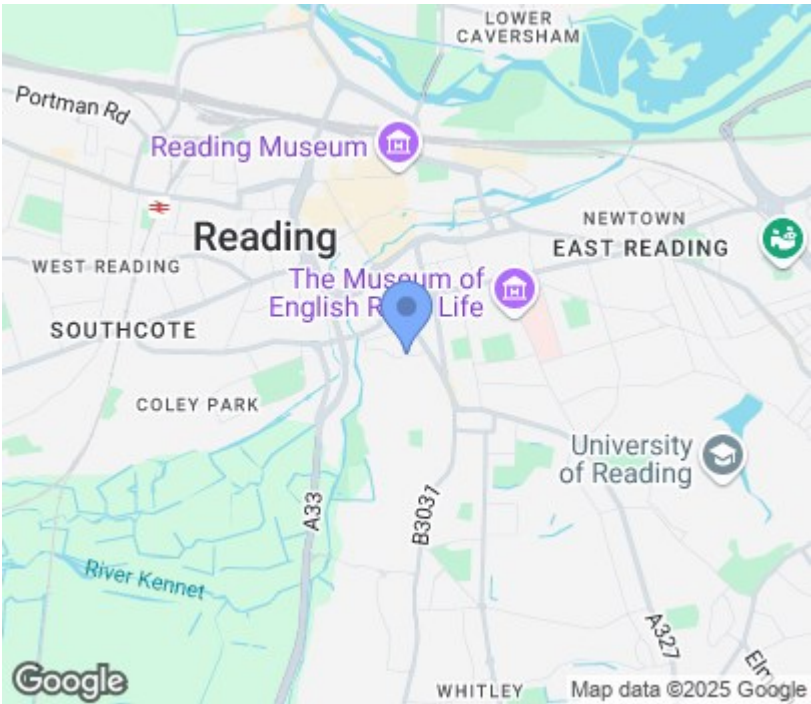 LOWER
CAVERSHAM
Portman Rd
Reading Museum
NEWTOWN
Reading
EAST READING
WEST READING
The Museum of
English R Life
SOUTHCOTE
COLEY PARK
University
of Reading
A33
B3031
River Kennet
A327
Elm
WHITLEY
Google
Map data ©2025 Google